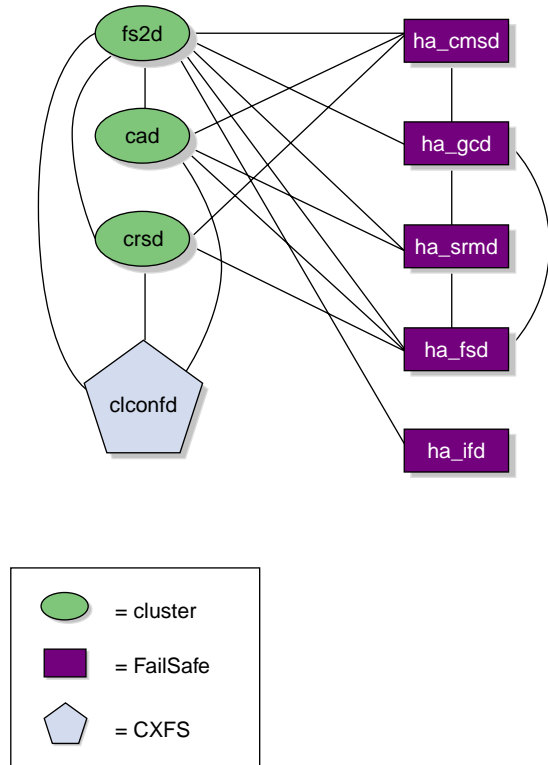 fs2d
ha_cmsd
cad
ha_gcd
crsd
ha_srmd
ha_fsd
clconfd
ha_ifd
= cluster
= FailSafe
= CXFS